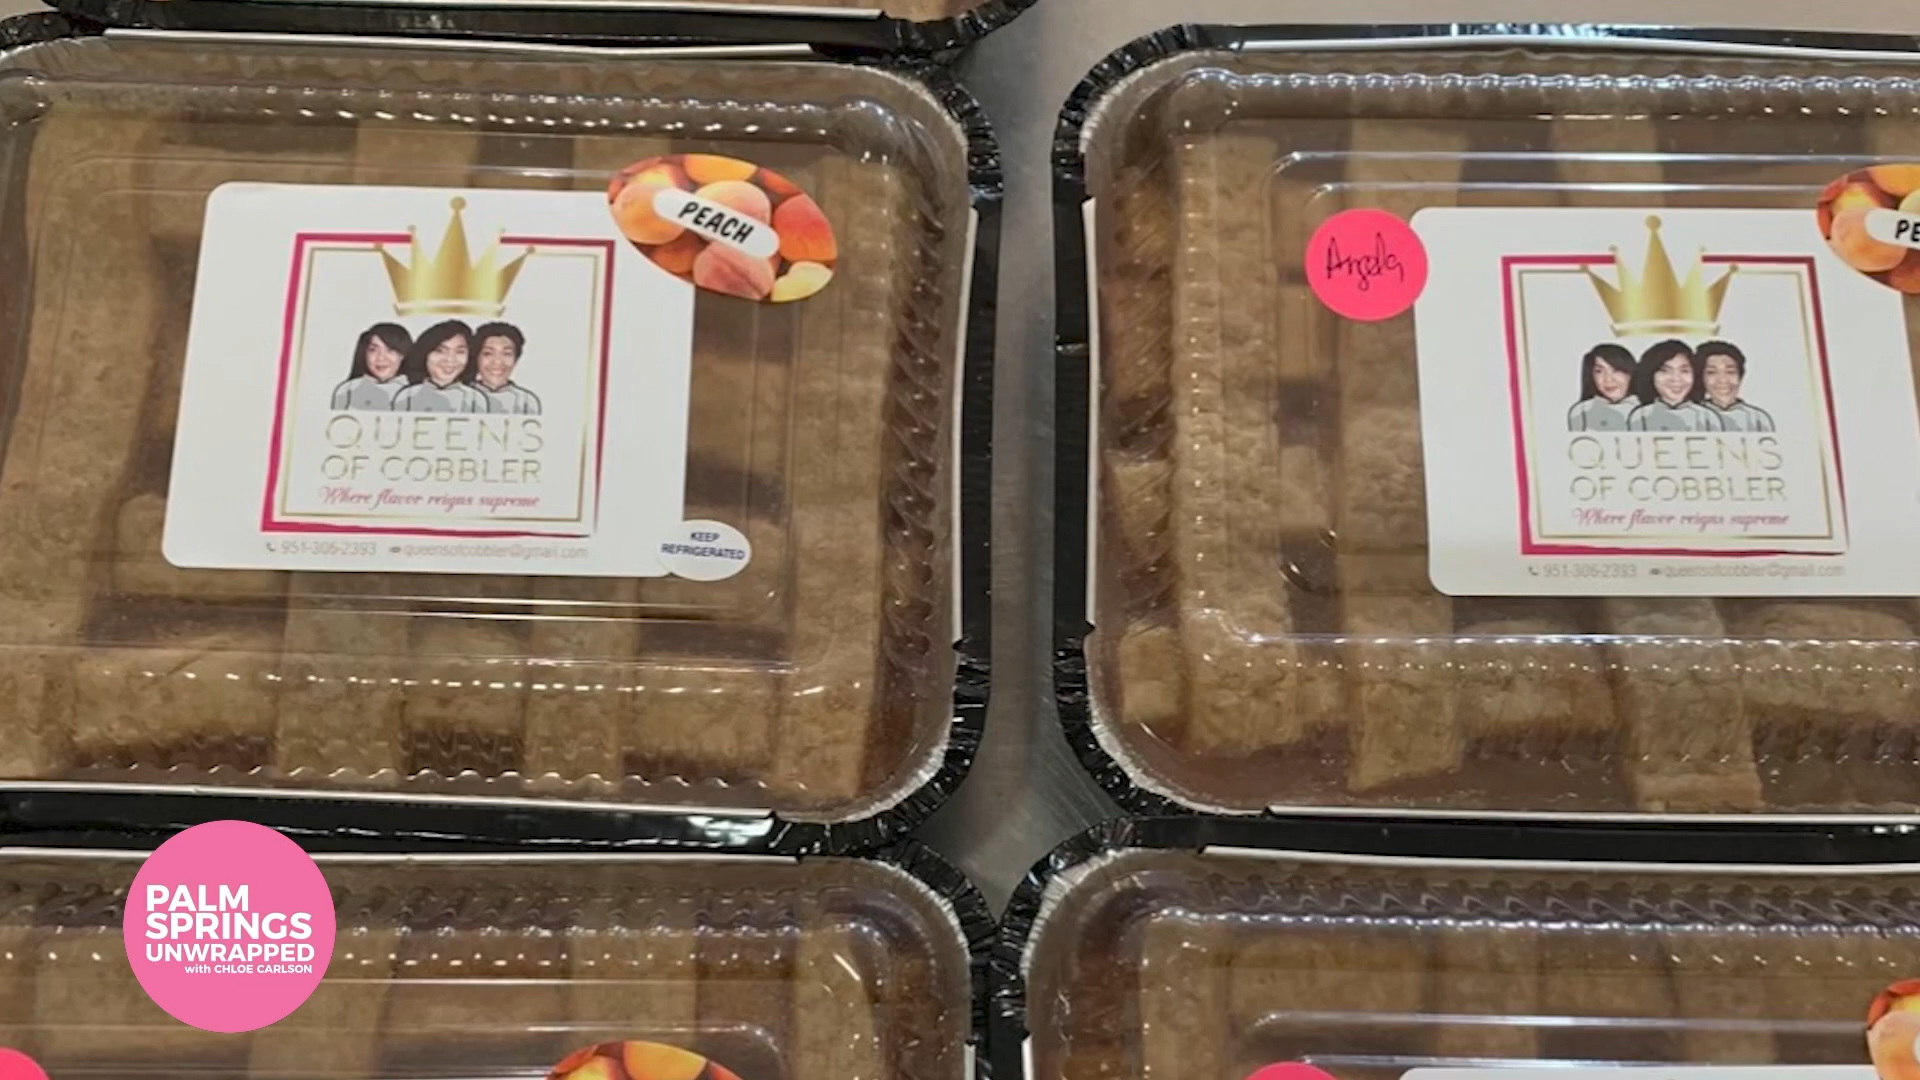 PEACH
QUEENS
OF COBBLER
Where flavor reigns supreme
951-306-2393 queensofcobbler@gmail.com
KEEP
REFRIGERATED
Angela
PE
QUEENS
OF COBBLER
Where flavor reigns supreme
951-306-2393 queensofcobbler@gmail.com
PALM
SPRINGS
UNWRAPPED
with CHLOE CARLSON